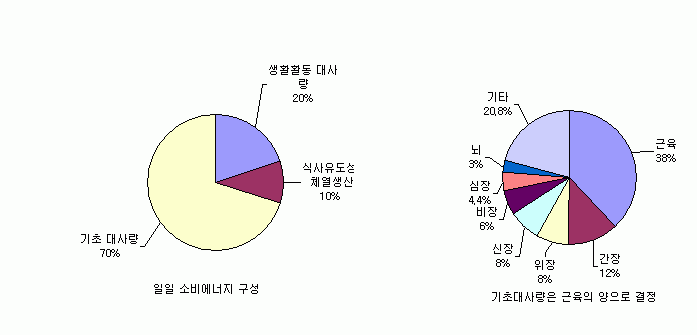 생활활동 대사
량
20%
식사유도성
체열생산
10%
기초 대사량
70%
일일 소비에너지 구성
기타
20,8%
근육
38%
뇌
3%
심장
4,4%
비장
6%
신장
8%
위장
8%
간장
12%
기초대사량은 근육의 양으로 결정